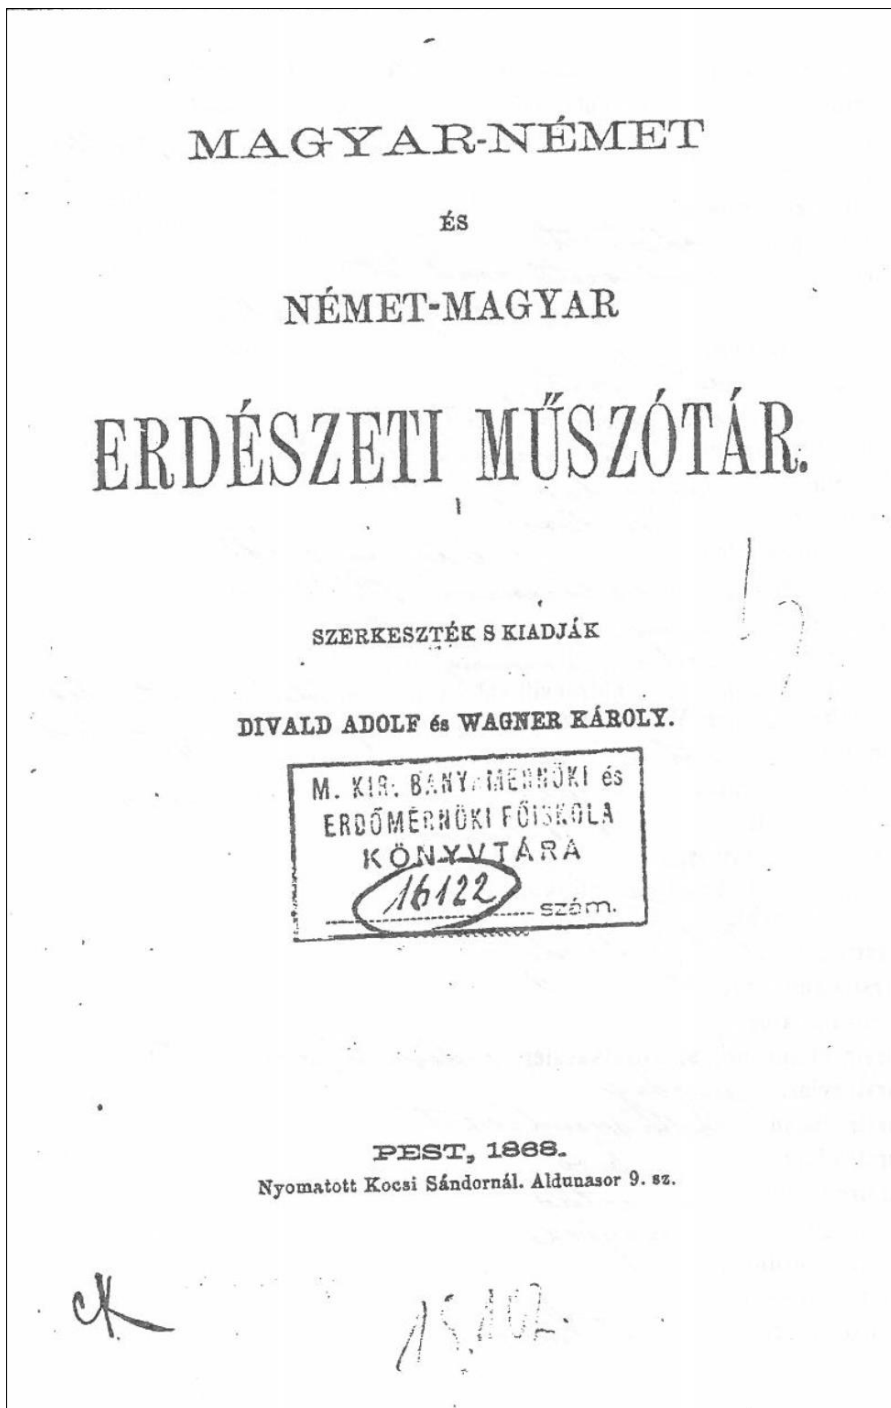 MAGYAR-NÉMET
ÉS
NÉMET-MAGYAR
ERDÉSZETI MŰSZÓTÁR.
SZERKESZTÉK S KIADJÁK
DIVALD ADOLF és WAGNER KÁROLY.
M. KIR. BÁNYAMÉRNÖKI és
ERDŐMÉRNÖKI FŐISKOLA
KÖNYVTÁRA
16122 szám.
PEST, 1868.
Nyomatott Kocsi Sándornál. Aldunasor 9. sz.